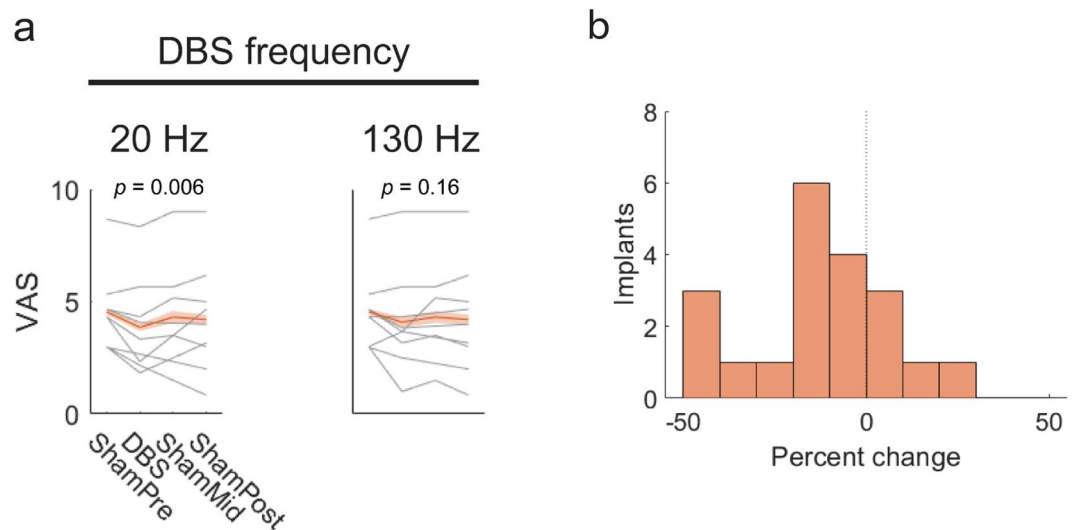 a
DBS frequency
20 Hz
130 Hz
p = 0.006
p = 0.16
10
5
0
VAS
ShamPre
DBS
ShamMid
ShamPost
b
8
6
4
2
0
Implants
-50
0
50
Percent change